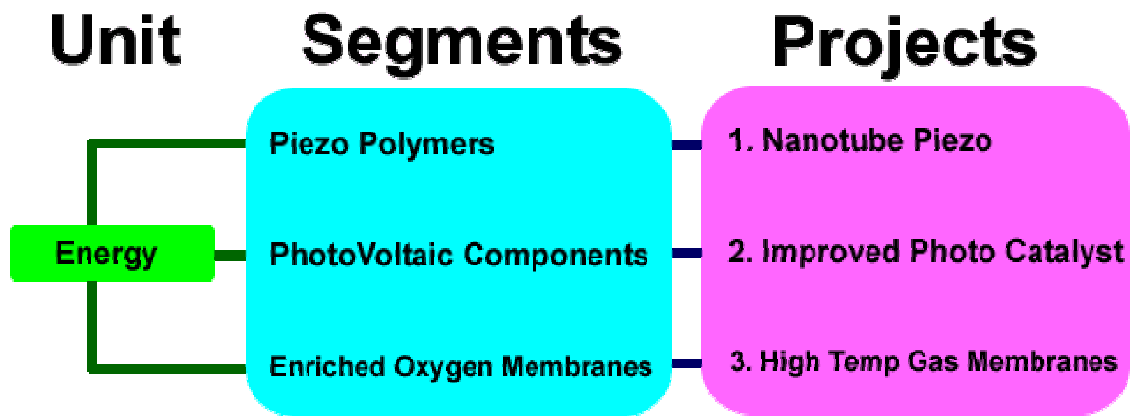 Unit Segments Projects
Piezo Polymers 1. Nanotube Piezo
Energy PhotoVoltaic Components 2. Improved Photo Catalyst
Enriched Oxygen Membranes 3. High Temp Gas Membranes